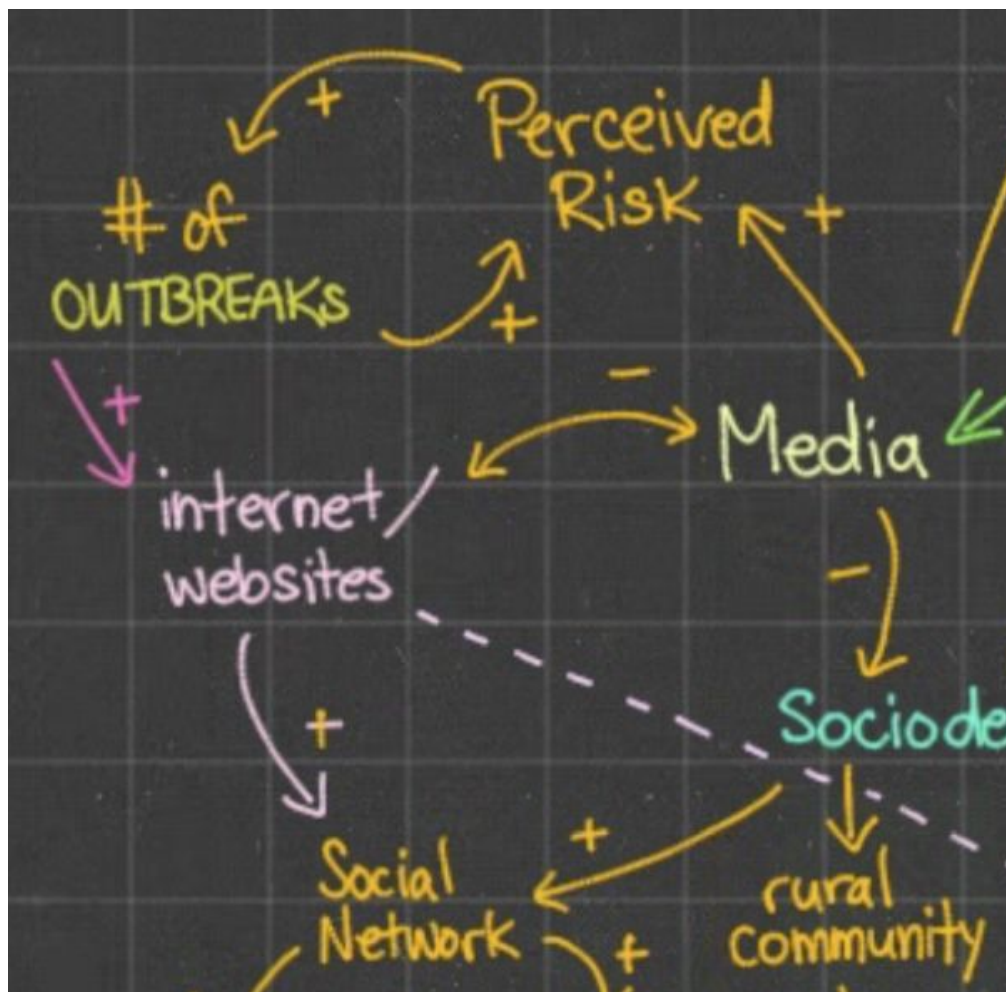 +
Perceived
Risk
# of
+
OUTBREAKs
+
-
+
Media
internet/
websites
-
+
Sociode
+
Social
Network
rural
community
+